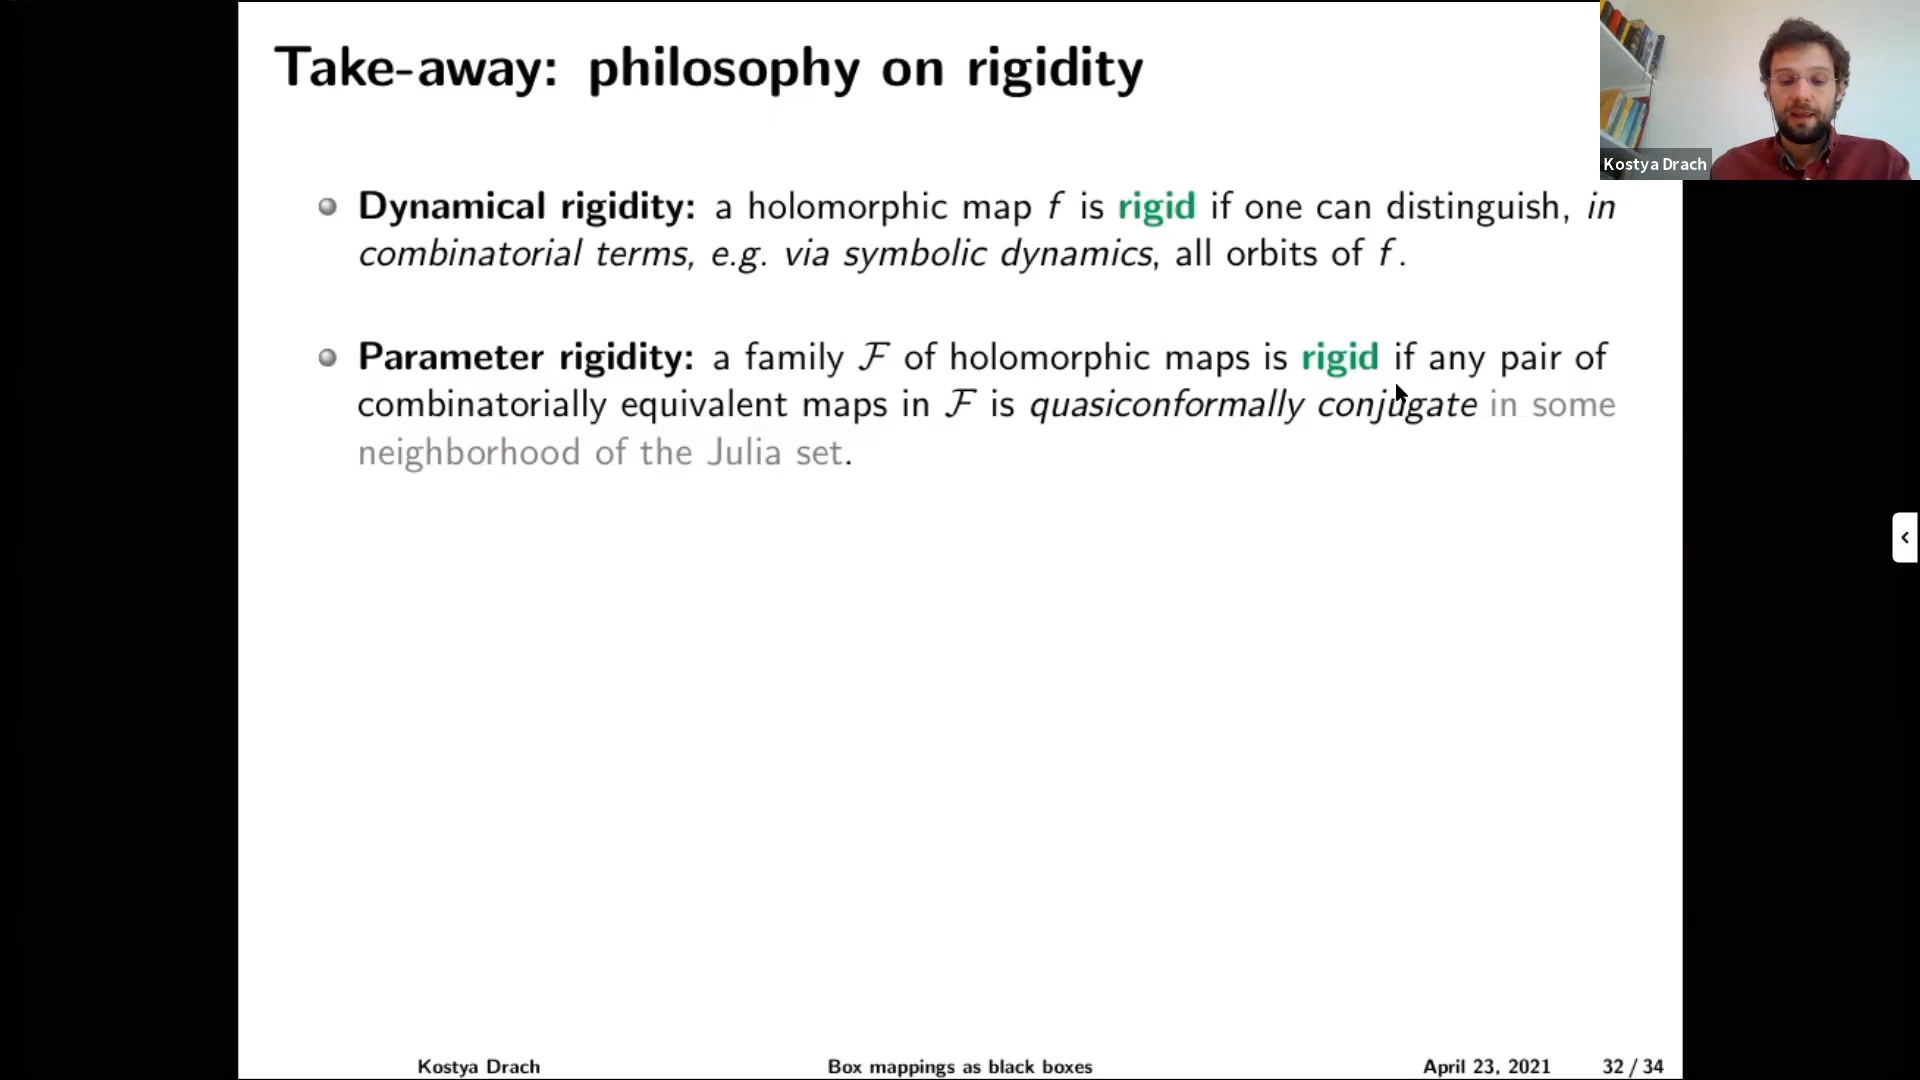 Take-away: philosophy on rigidity
Kostya Drach
Dynamical rigidity: a holomorphic map f is rigid if one can distinguish, in
combinatorial terms, e.g. via symbolic dynamics, all orbits of f.
Parameter rigidity: a family ℱ of holomorphic maps is rigid if any pair of
combinatorially equivalent maps in ℱ is quasiconformally conjugate in some
neighborhood of the Julia set.
Kostya Drach Box mappings as black boxes April 23, 2021 32 / 34